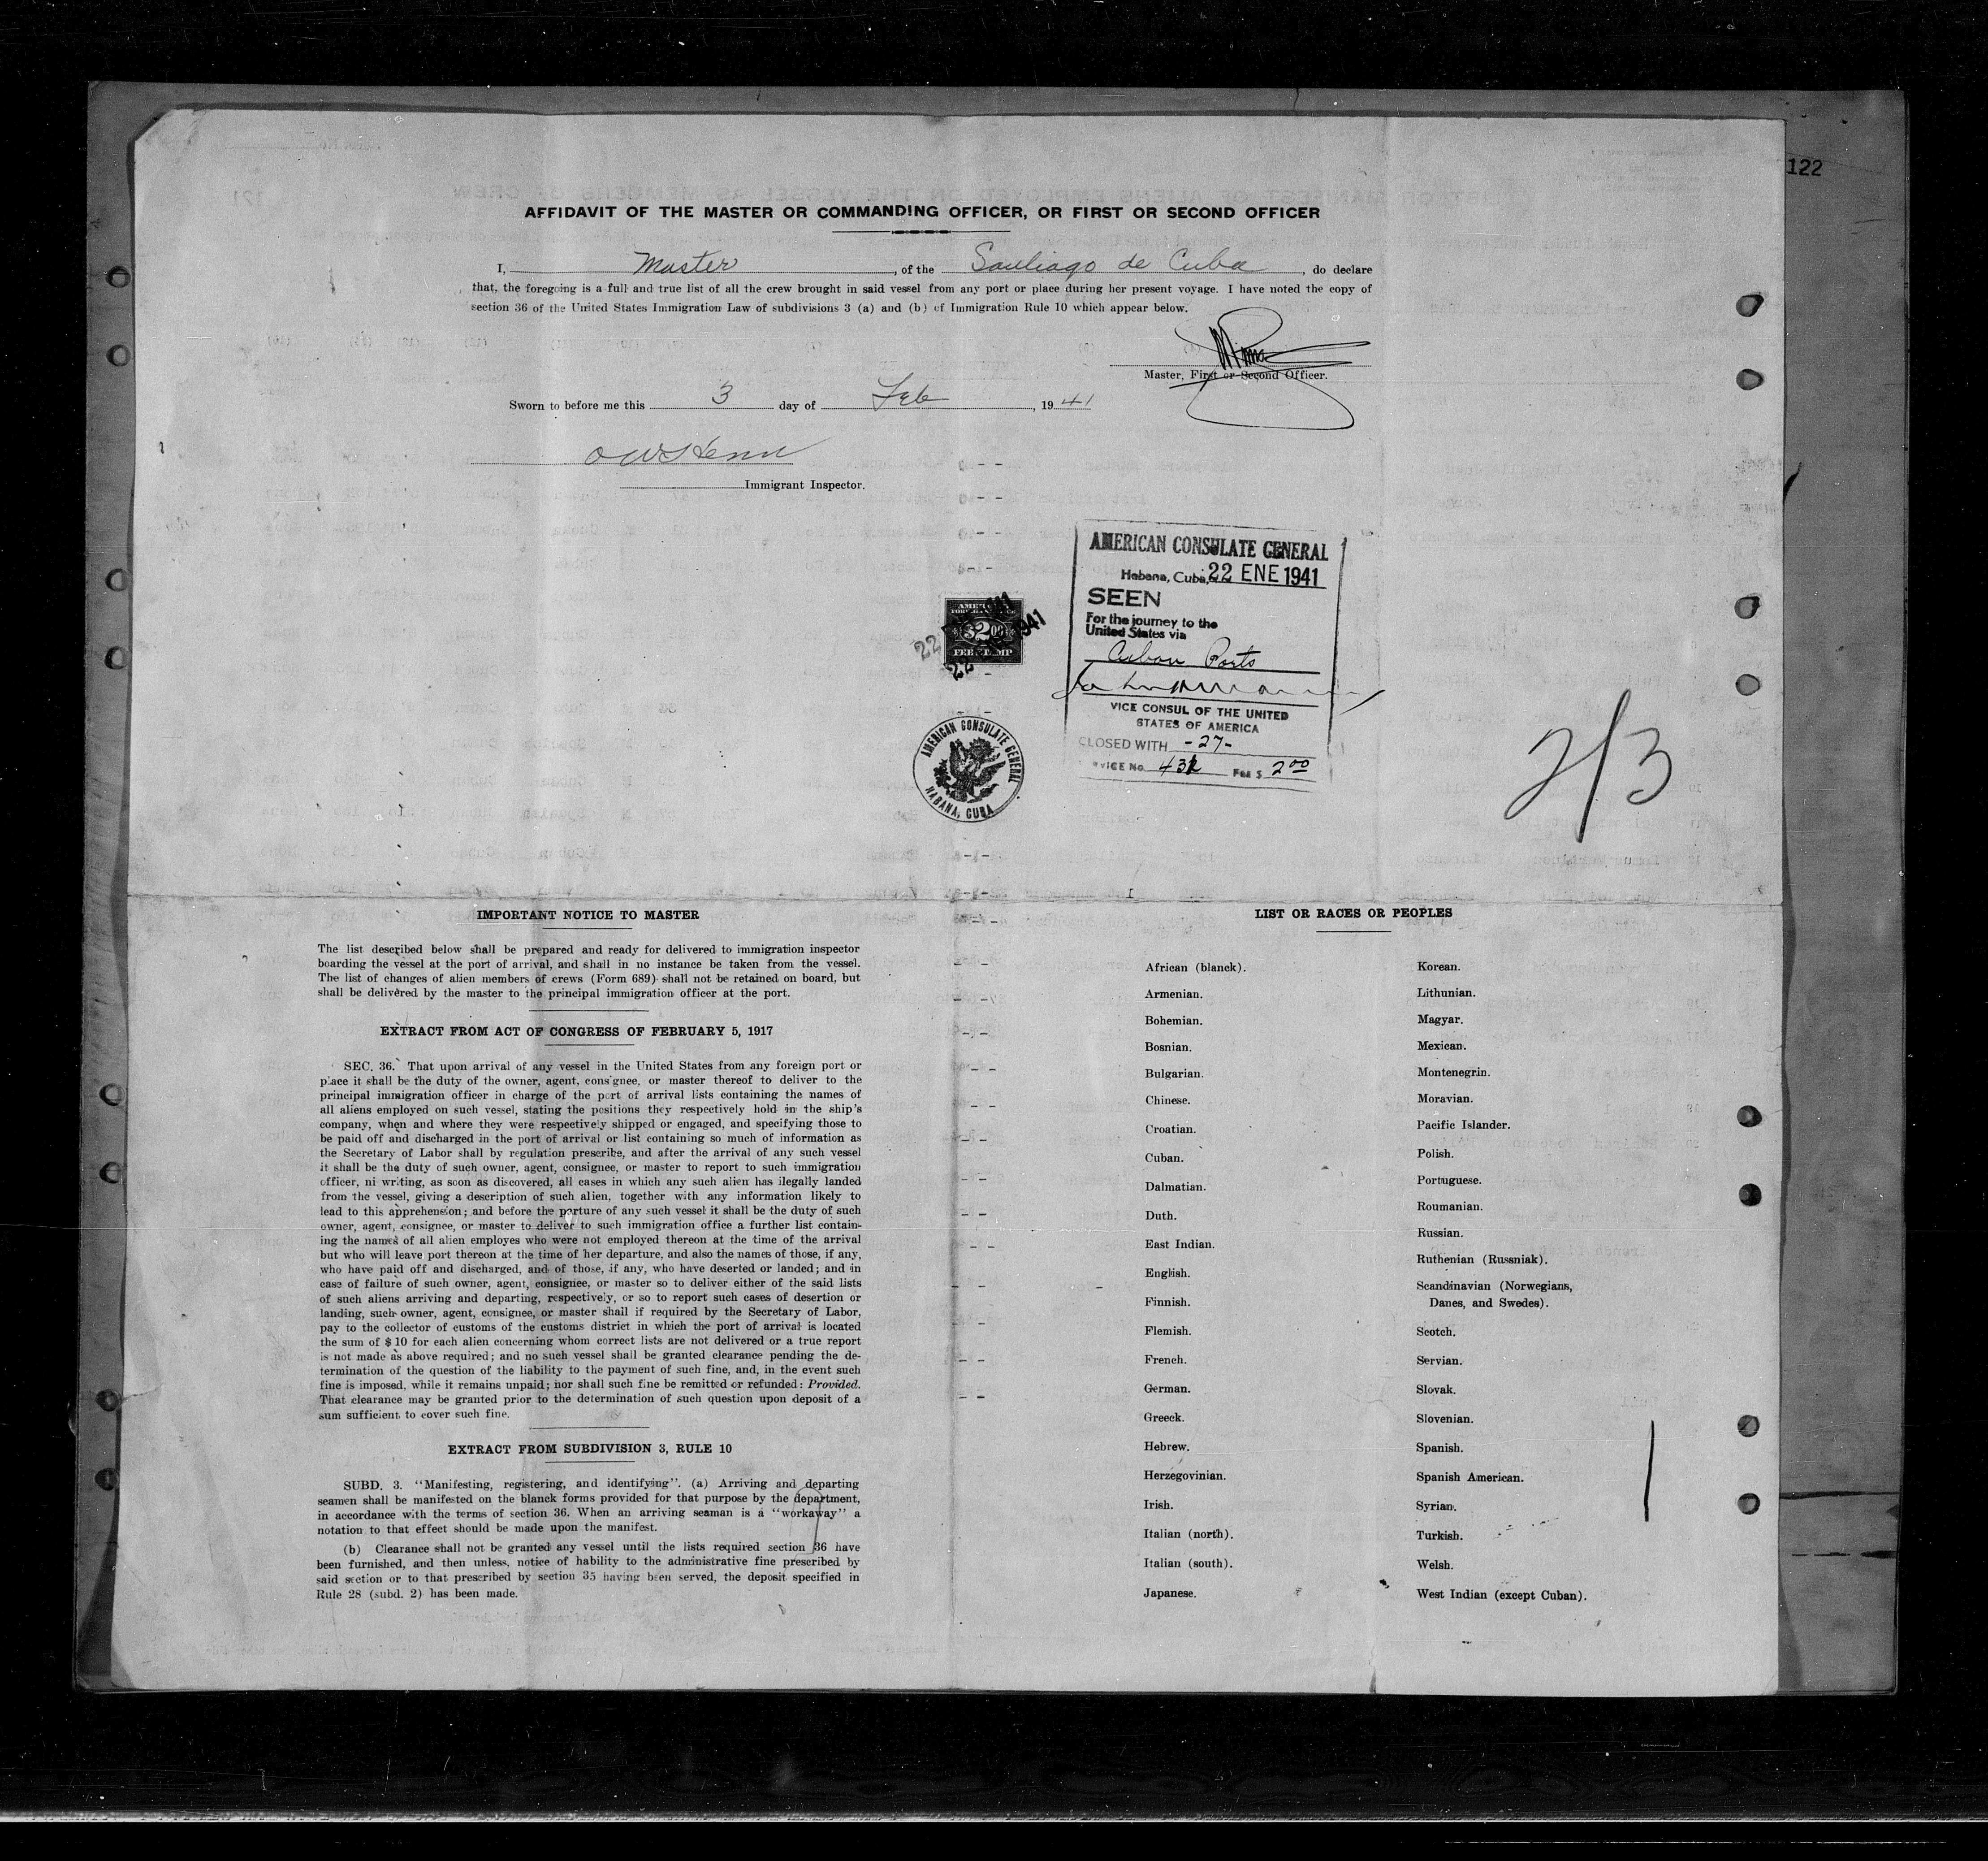 122
AFFIDAVIT OF THE MASTER OR COMMANDING OFFICER, OR FIRST OR SECOND OFFICER
I, Master, of the Santiago de Cuba, do declare
that, the foregoing is a full and true list of all the crew brought in said vessel from any port or place during her present voyage. I have noted the copy of
section 36 of the United States Immigration Law of subdivisions 3 (a) and (b) of Immigration Rule 10 which appear below.
Master, First or Second Officer.
Sworn to before me this 3 day of Feb, 1941
Immigrant Inspector.
AMERICAN CONSULATE GENERAL
Habana, Cuba, 22 ENE 1941
SEEN
For the journey to the
United States via
Cuban Ports
VICE CONSUL OF THE UNITED
STATES OF AMERICA
CLOSED WITH -27-
VICE No. 432 FEE $ 2 00
22 1941
AMERICAN
$2.00
FEE STAMP
AMERICAN CONSULATE GENERAL
HABANA, CUBA
2/3
IMPORTANT NOTICE TO MASTER
The list described below shall be prepared and ready for delivered to immigration inspector
boarding the vessel at the port of arrival, and shall in no instance be taken from the vessel.
The list of changes of alien members of crews (Form 689) shall not be retained on board, but
shall be delivered by the master to the principal immigration officer at the port.
EXTRACT FROM ACT OF CONGRESS OF FEBRUARY 5, 1917
SEC. 36. That upon arrival of any vessel in the United States from any foreign port or
place it shall be the duty of the owner, agent, consignee, or master thereof to deliver to the
principal immigration officer in charge of the port of arrival lists containing the names of
all aliens employed on such vessel, stating the positions they respectively hold in the ship's
company, when and where they were respectively shipped or engaged, and specifying those to
be paid off and discharged in the port of arrival or list containing so much of information as
the Secretary of Labor shall by regulation prescribe, and after the arrival of any such vessel
it shall be the duty of such owner, agent, consignee, or master to report to such immigration
officer, ni writing, as soon as discovered, all cases in which any such alien has ilegally landed
from the vessel, giving a description of such alien, together with any information likely to
lead to this apprehension; and before the parture of any such vessel it shall be the duty of such
owner, agent, consignee, or master to deliver to such immigration office a further list contain-
ing the names of all alien employes who were not employed thereon at the time of the arrival
but who will leave port thereon at the time of her departure, and also the names of those, if any,
who have paid off and discharged, and of those, if any, who have deserted or landed; and in
case of failure of such owner, agent, consignee, or master so to deliver either of the said lists
of such aliens arriving and departing, respectively, or so to report such cases of desertion or
landing, such owner, agent, consignee, or master shall if required by the Secretary of Labor,
pay to the collector of customs of the customs district in which the port of arrival is located
the sum of $ 10 for each alien concerning whom correct lists are not delivered or a true report
is not made as above required; and no such vessel shall be granted clearance pending the de-
termination of the question of the liability to the payment of such fine, and, in the event such
fine is imposed, while it remains unpaid; nor shall such fine be remitted or refunded: Provided.
That clearance may be granted prior to the determination of such question upon deposit of a
sum sufficient to cover such fine.
EXTRACT FROM SUBDIVISION 3, RULE 10
SUBD. 3. "Manifesting, registering, and identifying". (a) Arriving and departing
seamen shall be manifested on the blanck forms provided for that purpose by the department,
in accordance with the terms of section 36. When an arriving seaman is a "workaway" a
notation to that effect should be made upon the manifest.
(b) Clearance shall not be granted any vessel until the lists required section 36 have
been furnished, and then unless, notice of hability to the administrative fine prescribed by
said section or to that prescribed by section 35 having been served, the deposit specified in
Rule 28 (subd. 2) has been made.
LIST OR RACES OR PEOPLES
African (blanck).
Armenian.
Bohemian.
Bosnian.
Bulgarian.
Chinese.
Croatian.
Cuban.
Dalmatian.
Duth.
East Indian.
English.
Finnish.
Flemish.
French.
German.
Greeck.
Hebrew.
Herzegovinian.
Irish.
Italian (north).
Italian (south).
Japanese.
Korean.
Lithunian.
Magyar.
Mexican.
Montenegrin.
Moravian.
Pacific Islander.
Polish.
Portuguese.
Roumanian.
Russian.
Ruthenian (Russniak).
Scandinavian (Norwegians,
Danes, and Swedes).
Scotch.
Servian.
Slovak.
Slovenian.
Spanish.
Spanish American.
Syrian.
Turkish.
Welsh.
West Indian (except Cuban).